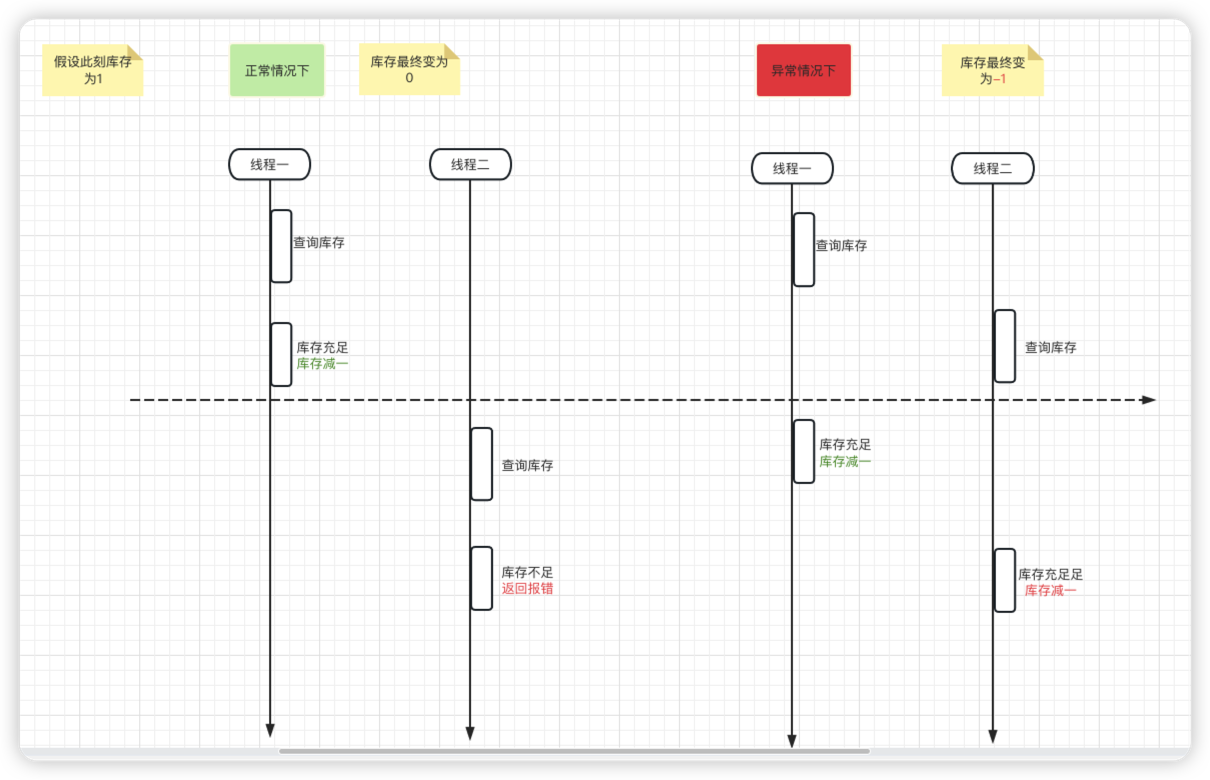 假设此刻库存
为1
正常情况下
库存最终变为
0
异常情况下
库存最终变
为-1
线程一
线程二
线程一
线程二
查询库存
查询库存
库存充足
库存减一
查询库存
库存充足
库存减一
查询库存
库存不足
返回报错
库存充足足
库存减一